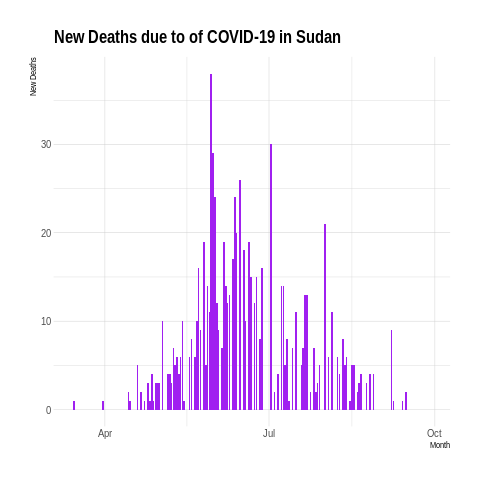 New Deaths due to of COVID-19 in Sudan
New Deaths
30
20
10
0
Apr
Jul
Oct
Month